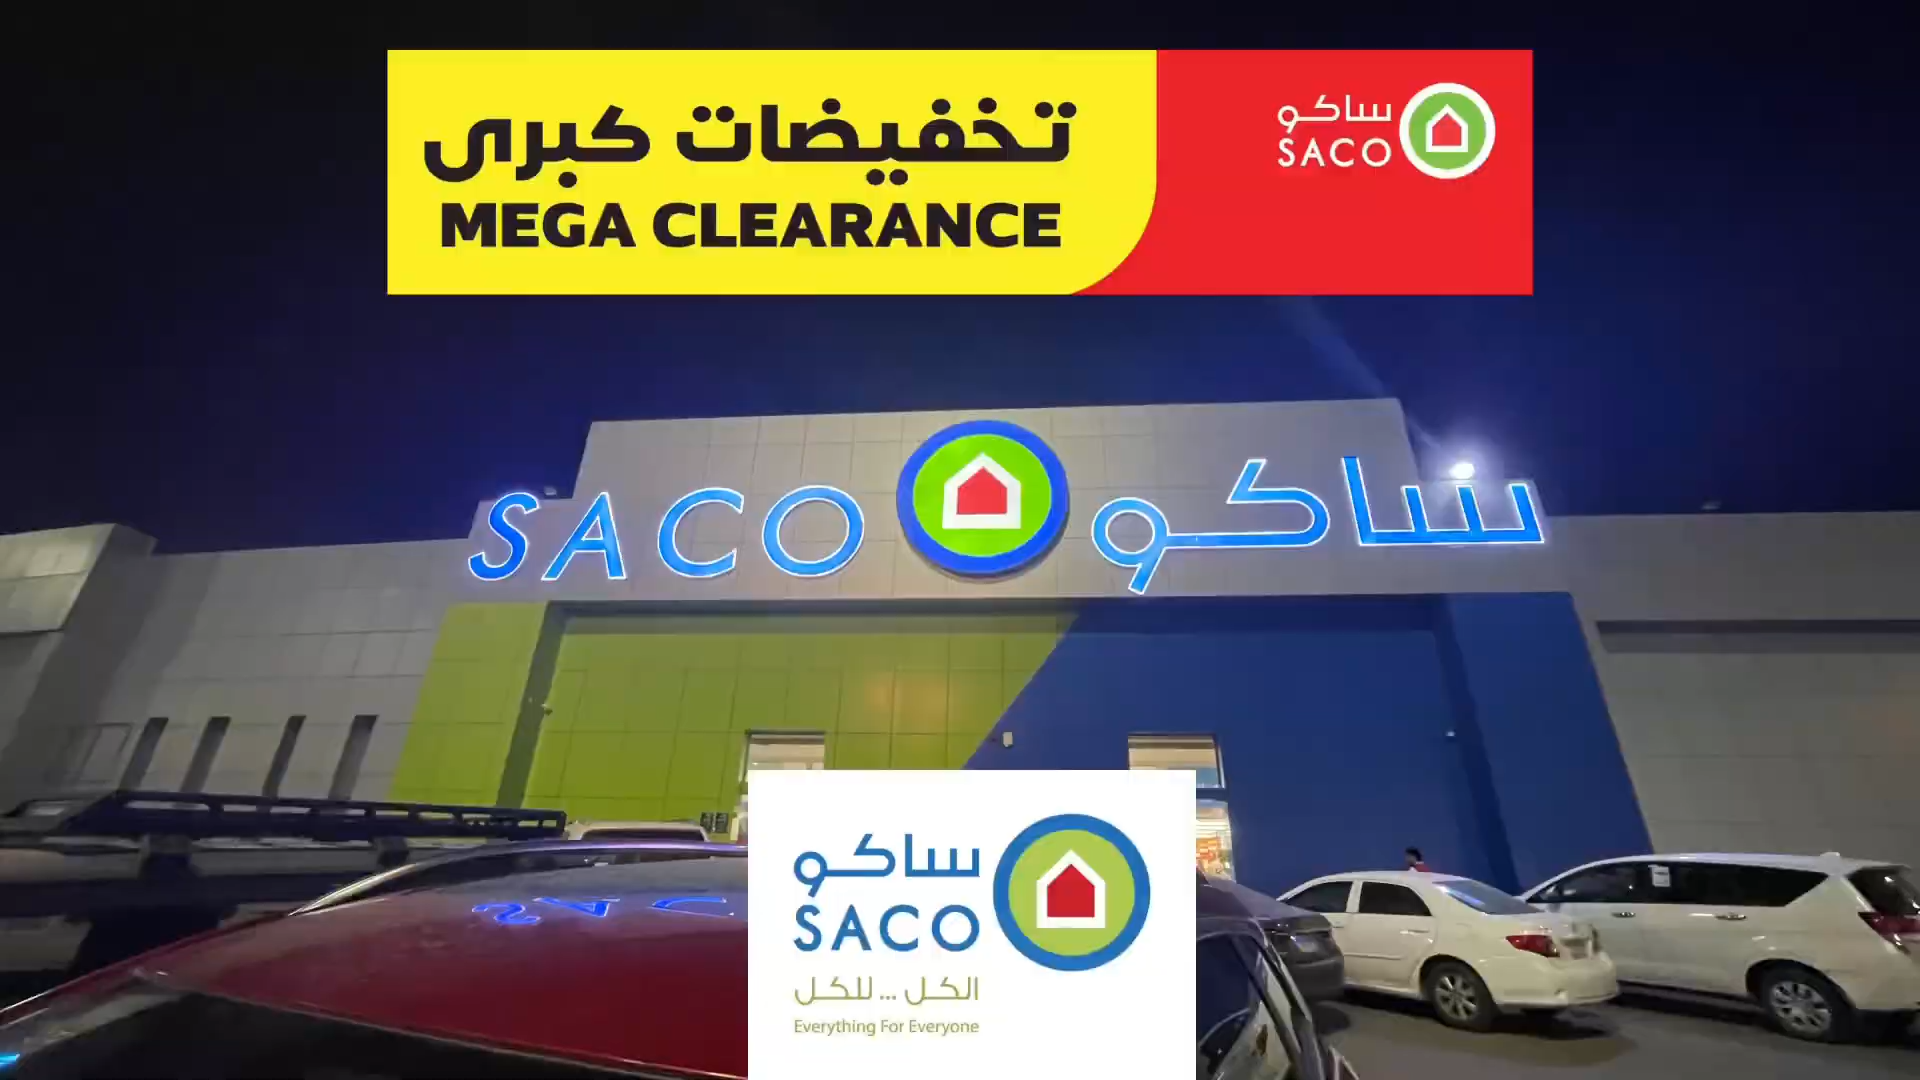 تخفيضات كبرى
MEGA CLEARANCE
ساكو
SACO
SACO ساكو
ساكو
SACO
الكل ... للكل
Everything For Everyone